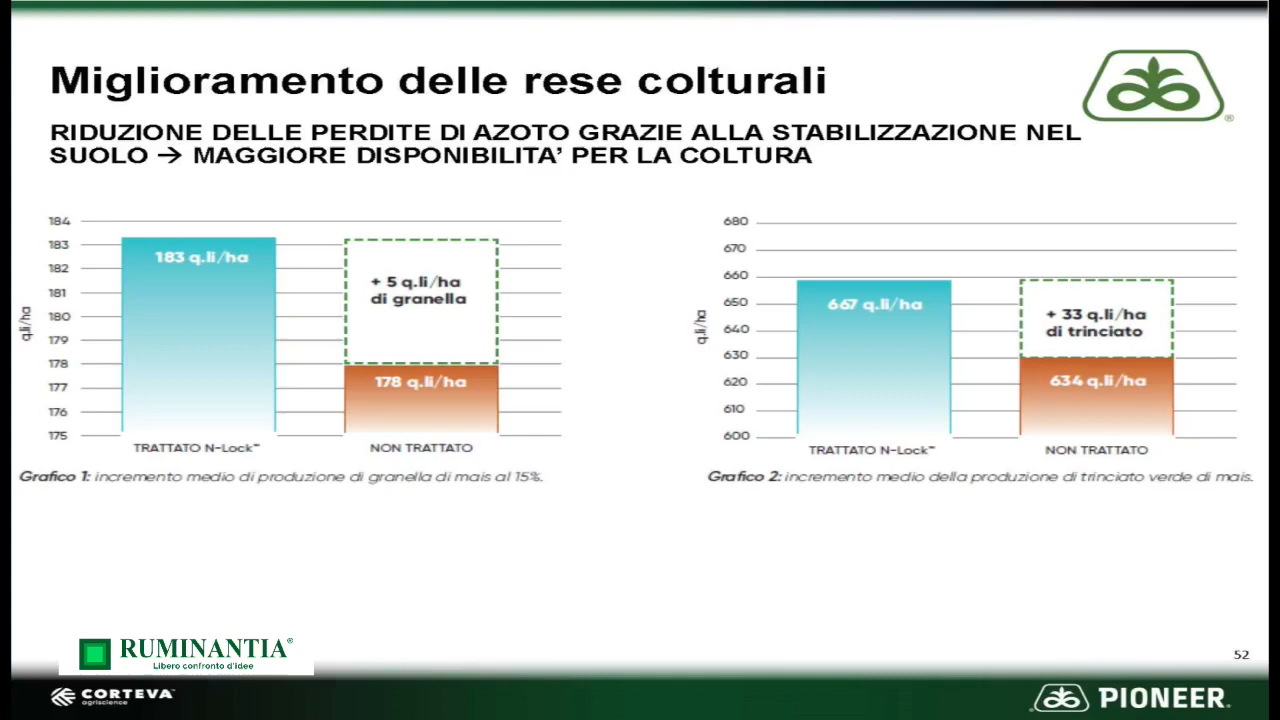 Miglioramento delle rese colturali
RIDUZIONE DELLE PERDITE DI AZOTO GRAZIE ALLA STABILIZZAZIONE NEL
SUOLO → MAGGIORE DISPONIBILITA’ PER LA COLTURA
184
183
182
181
180
179
178
177
176
175
q.li/ha
183 q.li/ha
+ 5 q.li/ha
di granella
178 q.li/ha
TRATTATO N-Lock™
NON TRATTATO
Grafico 1: incremento medio di produzione di granella di mais al 15%.
680
670
660
650
640
630
620
610
600
q.li/ha
667 q.li/ha
+ 33 q.li/ha
di trinciato
634 q.li/ha
TRATTATO N-Lock™
NON TRATTATO
Grafico 2: incremento medio della produzione di trinciato verde di mais.
RUMINANTIA®
Libero confronto d'idee
52
CORTEVA™
agriscience
PIONEER.